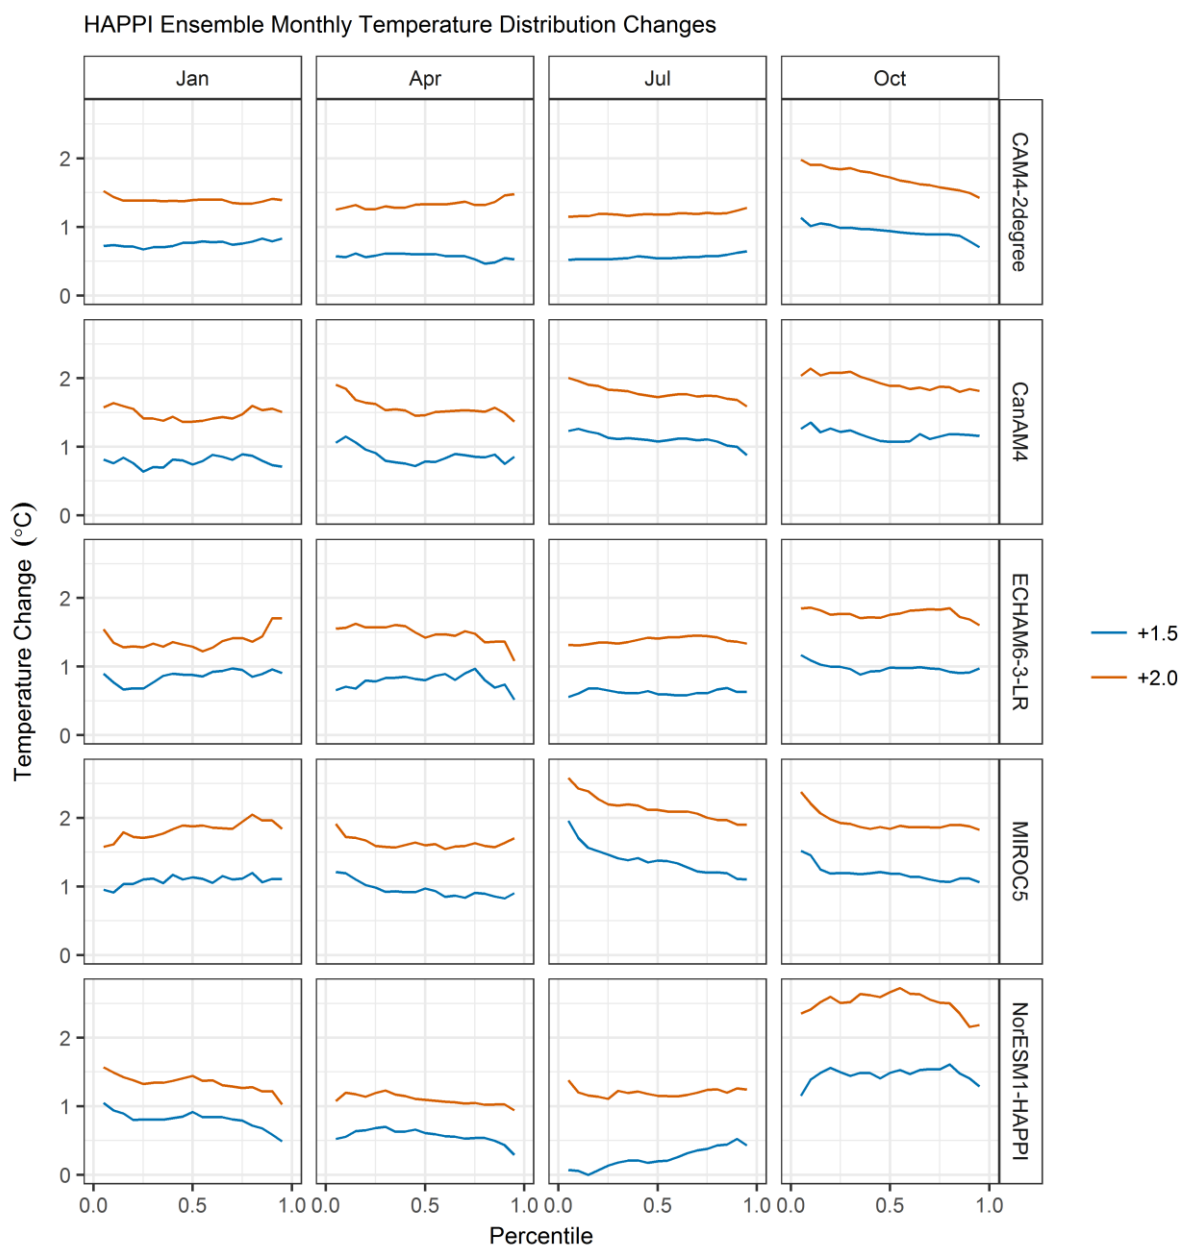 HAPPI Ensemble Monthly Temperature Distribution Changes
Jan Apr Jul Oct
2
1
0
CAM4-2degree
2
1
0
CanAM4
Temperature Change (°C)
2
1
0
ECHAM6-3-LR
+1.5
+2.0
2
1
0
MIROC5
2
1
0
NorESM1-HAPPI
0.0 0.5 1.0 0.0 0.5 1.0 0.0 0.5 1.0 0.0 0.5 1.0
Percentile